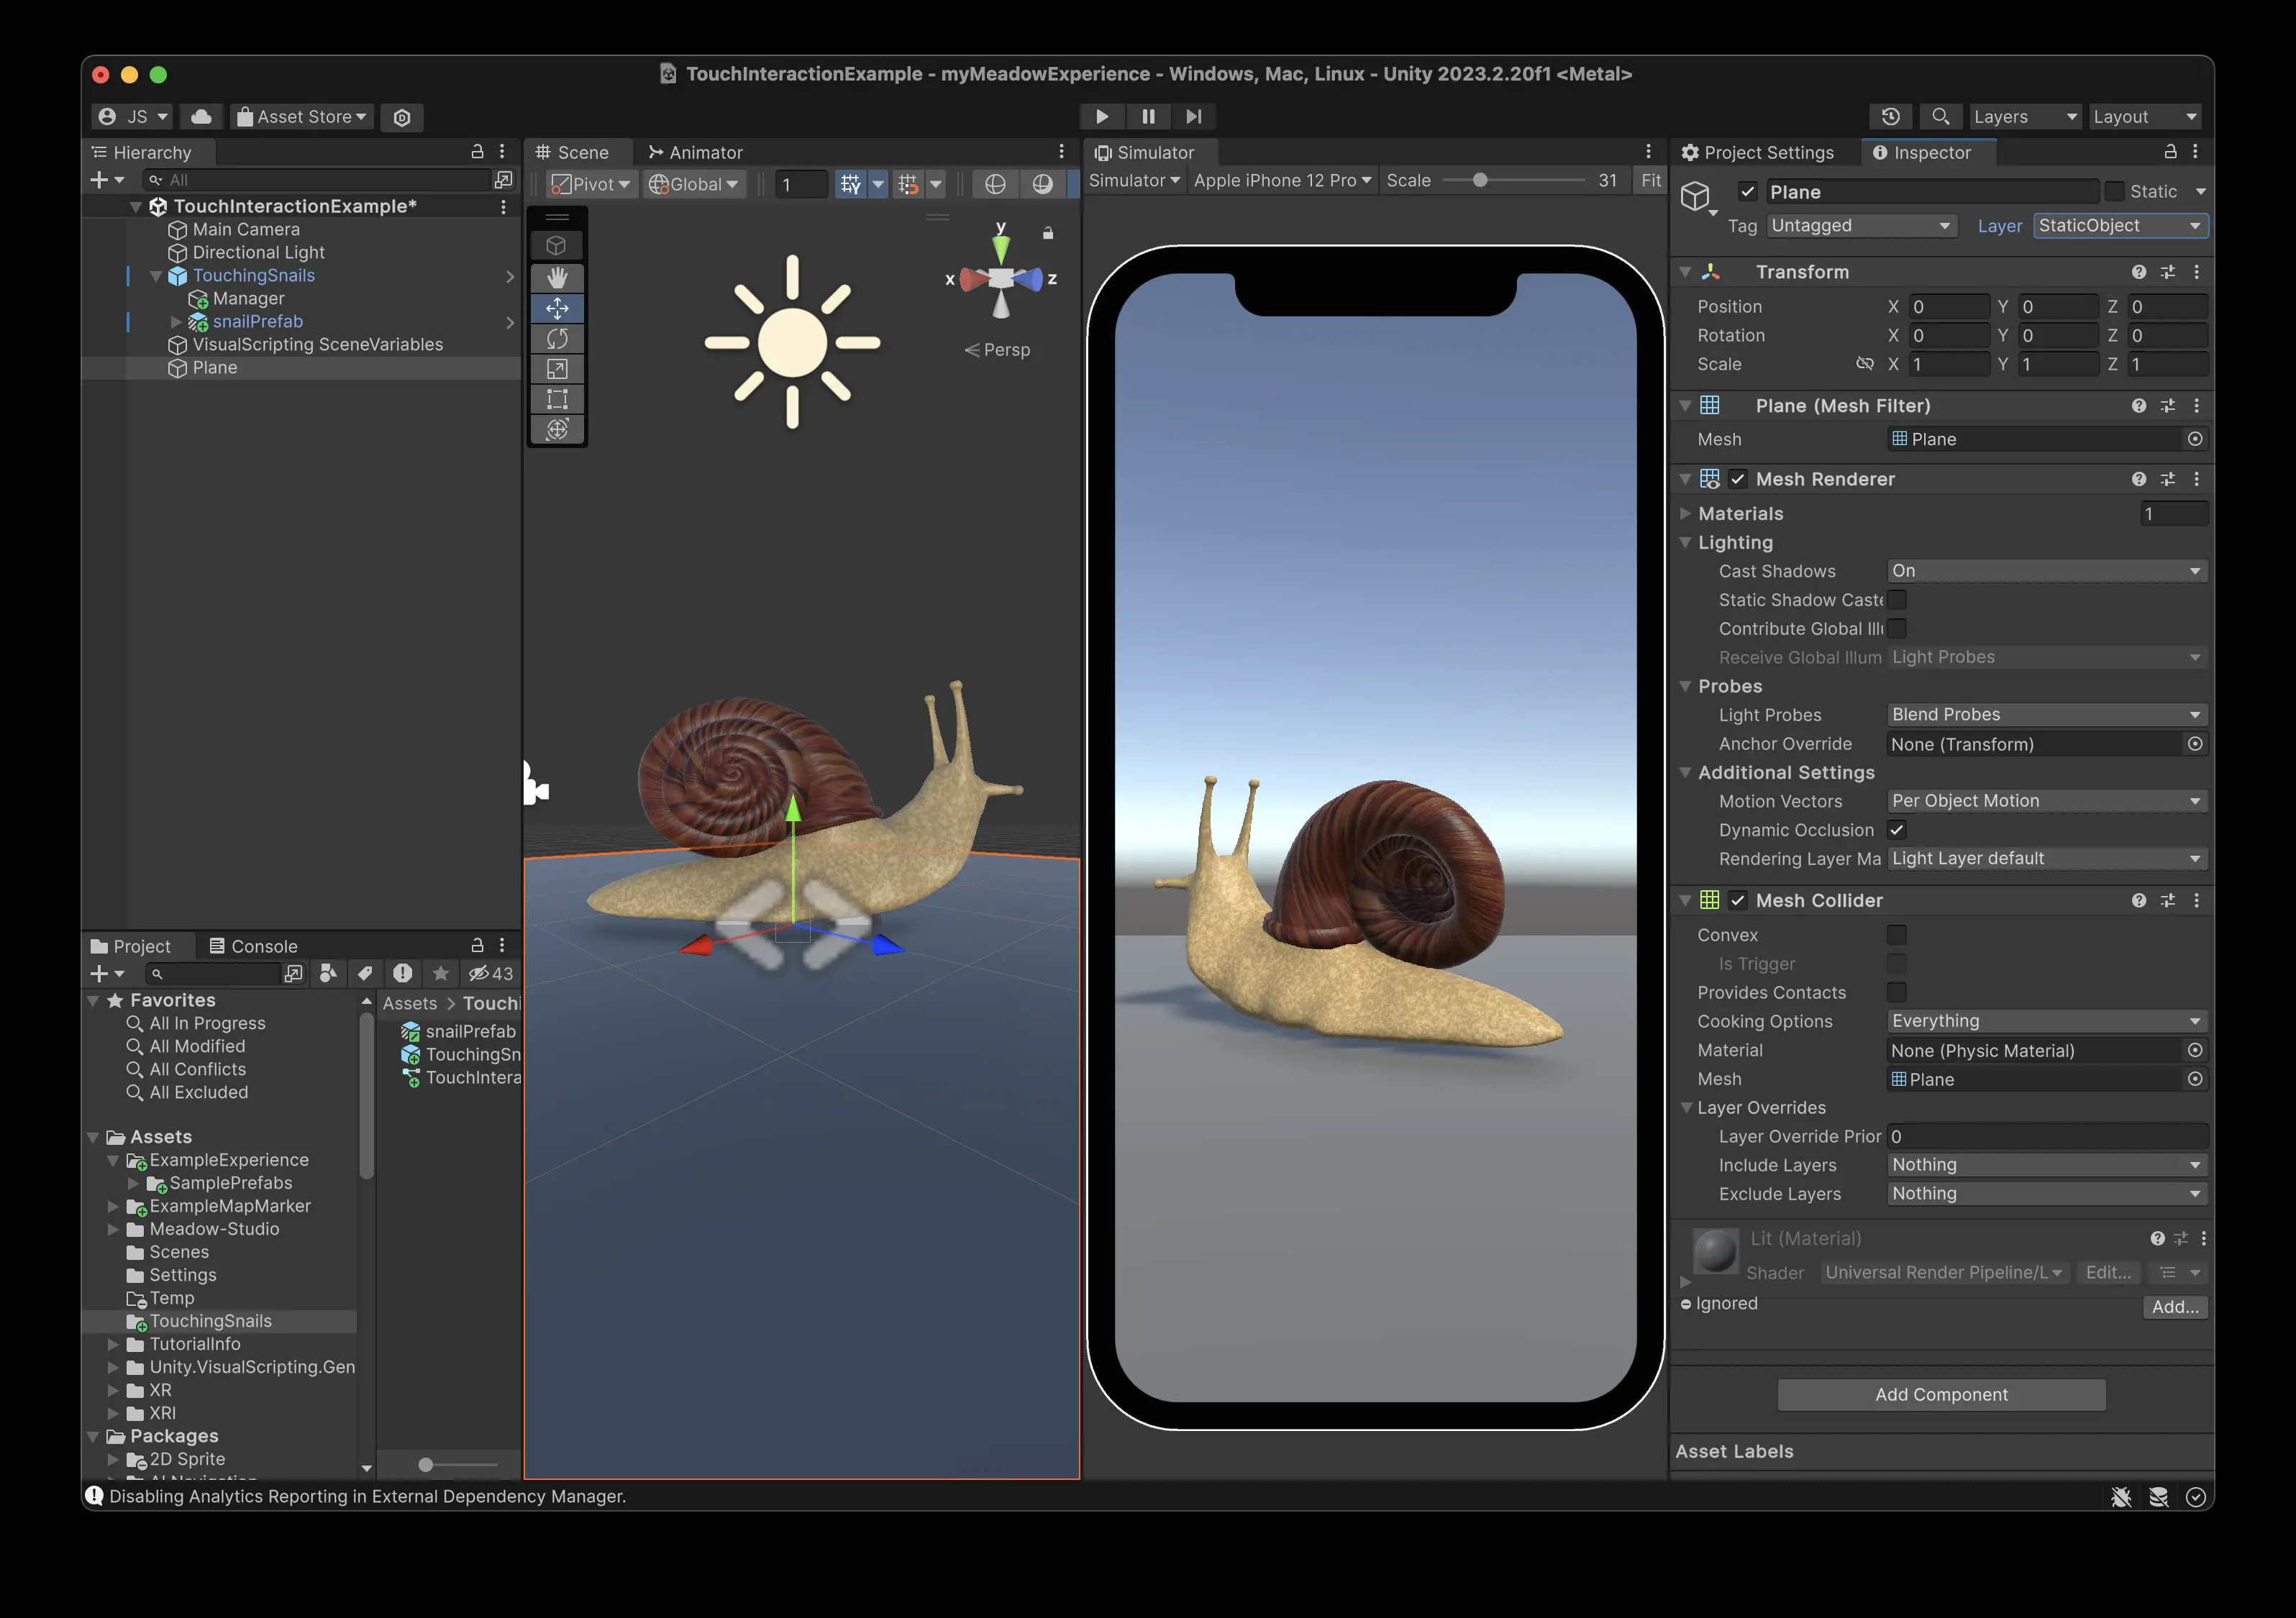 TouchInteractionExample - myMeadowExperience - Windows, Mac, Linux - Unity 2023.2.20f1 <Metal>
JS
Asset Store
Layers
Layout
Hierarchy
All
TouchInteractionExample*
Main Camera
Directional Light
TouchingSnails
Manager
snailPrefab
VisualScripting SceneVariables
Plane
Scene
Animator
Pivot
Global
1
y
x
z
Persp
Simulator
Simulator
Apple iPhone 12 Pro
Scale
31
Fit
Project Settings
Inspector
Plane
Static
Tag
Untagged
Layer
StaticObject
Transform
Position X 0 Y 0 Z 0
Rotation X 0 Y 0 Z 0
Scale X 1 Y 1 Z 1
Plane (Mesh Filter)
Mesh Plane
Mesh Renderer
Materials 1
Lighting
Cast Shadows On
Static Shadow Caste
Contribute Global Illu
Receive Global Illum Light Probes
Probes
Light Probes Blend Probes
Anchor Override None (Transform)
Additional Settings
Motion Vectors Per Object Motion
Dynamic Occlusion
Rendering Layer Ma Light Layer default
Mesh Collider
Convex
Is Trigger
Provides Contacts
Cooking Options Everything
Material None (Physic Material)
Mesh Plane
Layer Overrides
Layer Override Prior 0
Include Layers Nothing
Exclude Layers Nothing
Lit (Material)
Shader Universal Render Pipeline/L Edit...
Ignored
Add...
Add Component
Asset Labels
Project
Console
43
Favorites
All In Progress
All Modified
All Conflicts
All Excluded
Assets
ExampleExperience
SamplePrefabs
ExampleMapMarker
Meadow-Studio
Scenes
Settings
Temp
TouchingSnails
TutorialInfo
Unity.VisualScripting.Gen
XR
XRI
Packages
2D Sprite
Assets > Touchi
snailPrefab
TouchingSn
TouchIntera
Disabling Analytics Reporting in External Dependency Manager.